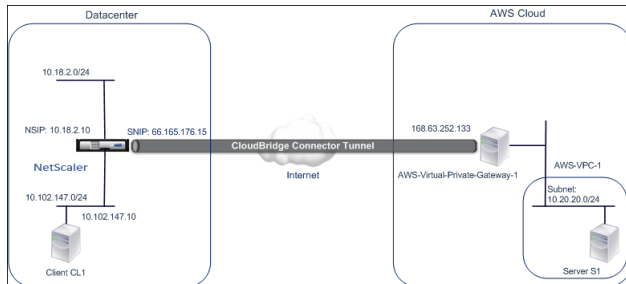 Datacenter
AWS Cloud
10.18.2.0/24
NSIP: 10.18.2.10
SNIP: 66.165.176.15
168.63.252.133
CloudBridge Connector Tunnel
NetScaler
Internet
AWS-Virtual-Private-Gateway-1
AWS-VPC-1
10.102.147.0/24
10.102.147.10
Subnet:
10.20.20.0/24
Client CL1
Server S1